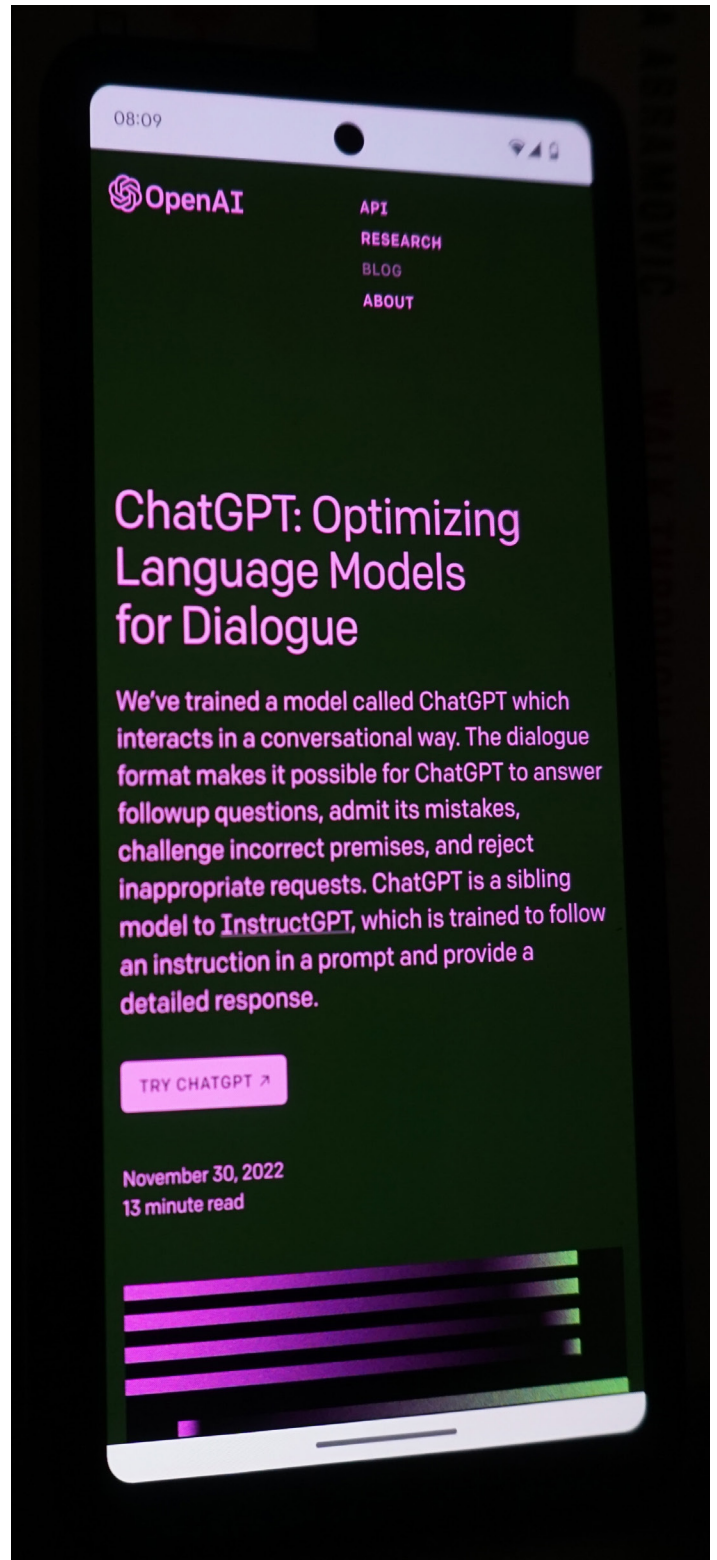 08:09
OpenAI
API
RESEARCH
BLOG
ABOUT
ChatGPT: Optimizing
Language Models
for Dialogue
We've trained a model called ChatGPT which
interacts in a conversational way. The dialogue
format makes it possible for ChatGPT to answer
followup questions, admit its mistakes,
challenge incorrect premises, and reject
inappropriate requests. ChatGPT is a sibling
model to InstructGPT, which is trained to follow
an instruction in a prompt and provide a
detailed response.
TRY CHATGPT ↗
November 30, 2022
13 minute read